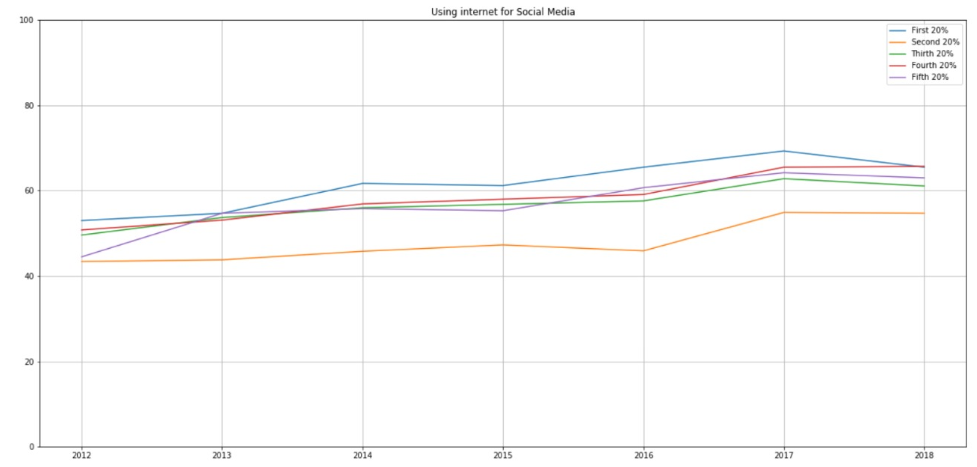 Using internet for Social Media
100
80
60
40
20
0
First 20%
Second 20%
Thirth 20%
Fourth 20%
Fifth 20%
2012 2013 2014 2015 2016 2017 2018